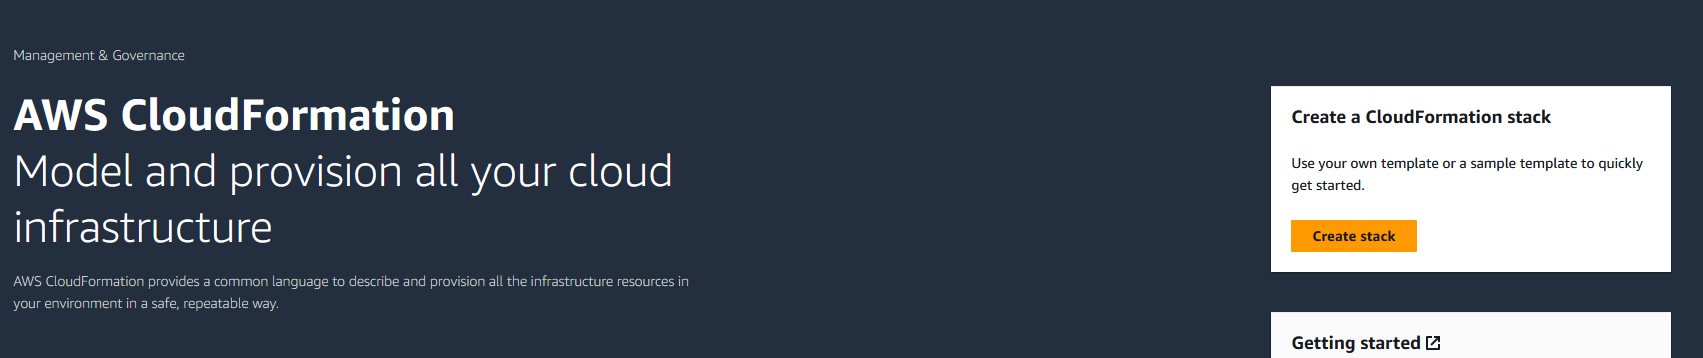 Management & Governance
AWS CloudFormation
Model and provision all your cloud
infrastructure
AWS CloudFormation provides a common language to describe and provision all the infrastructure resources in
your environment in a safe, repeatable way.
Create a CloudFormation stack
Use your own template or a sample template to quickly
get started.
Create stack
Getting started